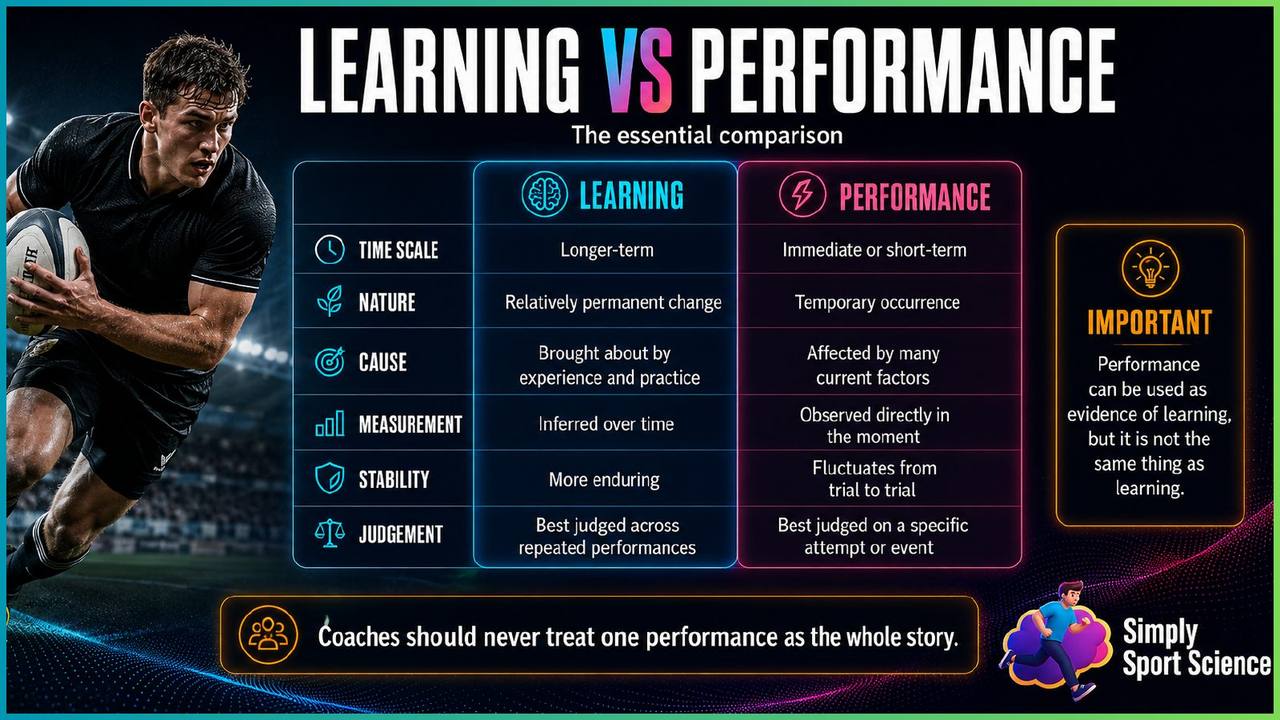 LEARNING VS PERFORMANCE
The essential comparison
LEARNING
PERFORMANCE
TIME SCALE
Longer-term
Immediate or short-term
NATURE
Relatively permanent change
Temporary occurrence
CAUSE
Brought about by
experience and practice
Affected by many
current factors
MEASUREMENT
Inferred over time
Observed directly in
the moment
STABILITY
More enduring
Fluctuates from
trial to trial
JUDGEMENT
Best judged across
repeated performances
Best judged on a specific
attempt or event
IMPORTANT
Performance
can be used as
evidence of learning,
but it is not the
same thing as
learning.
Coaches should never treat one performance as the whole story.
Simply
Sport Science